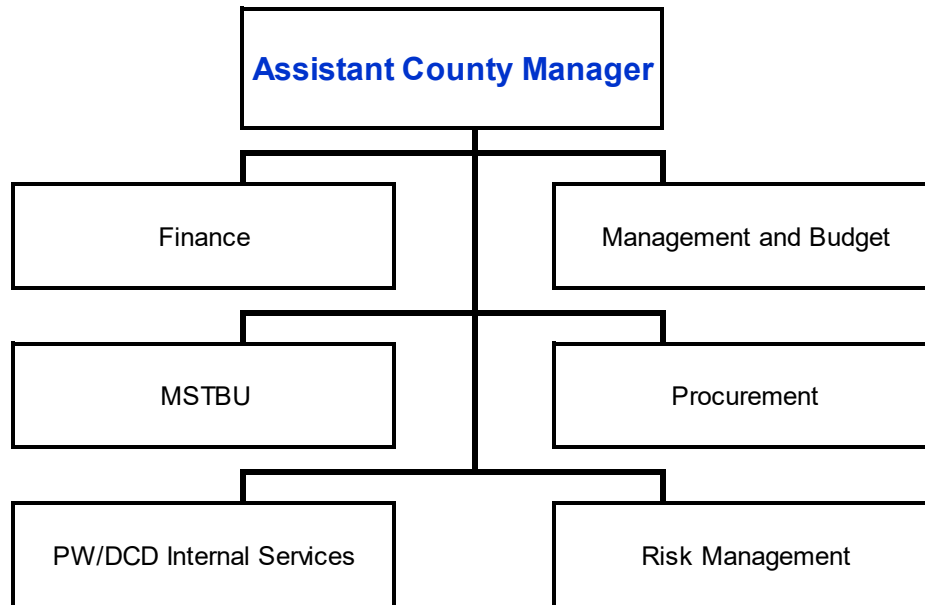 Assistant County Manager
Finance
Management and Budget
MSTBU
Procurement
PW/DCD Internal Services
Risk Management